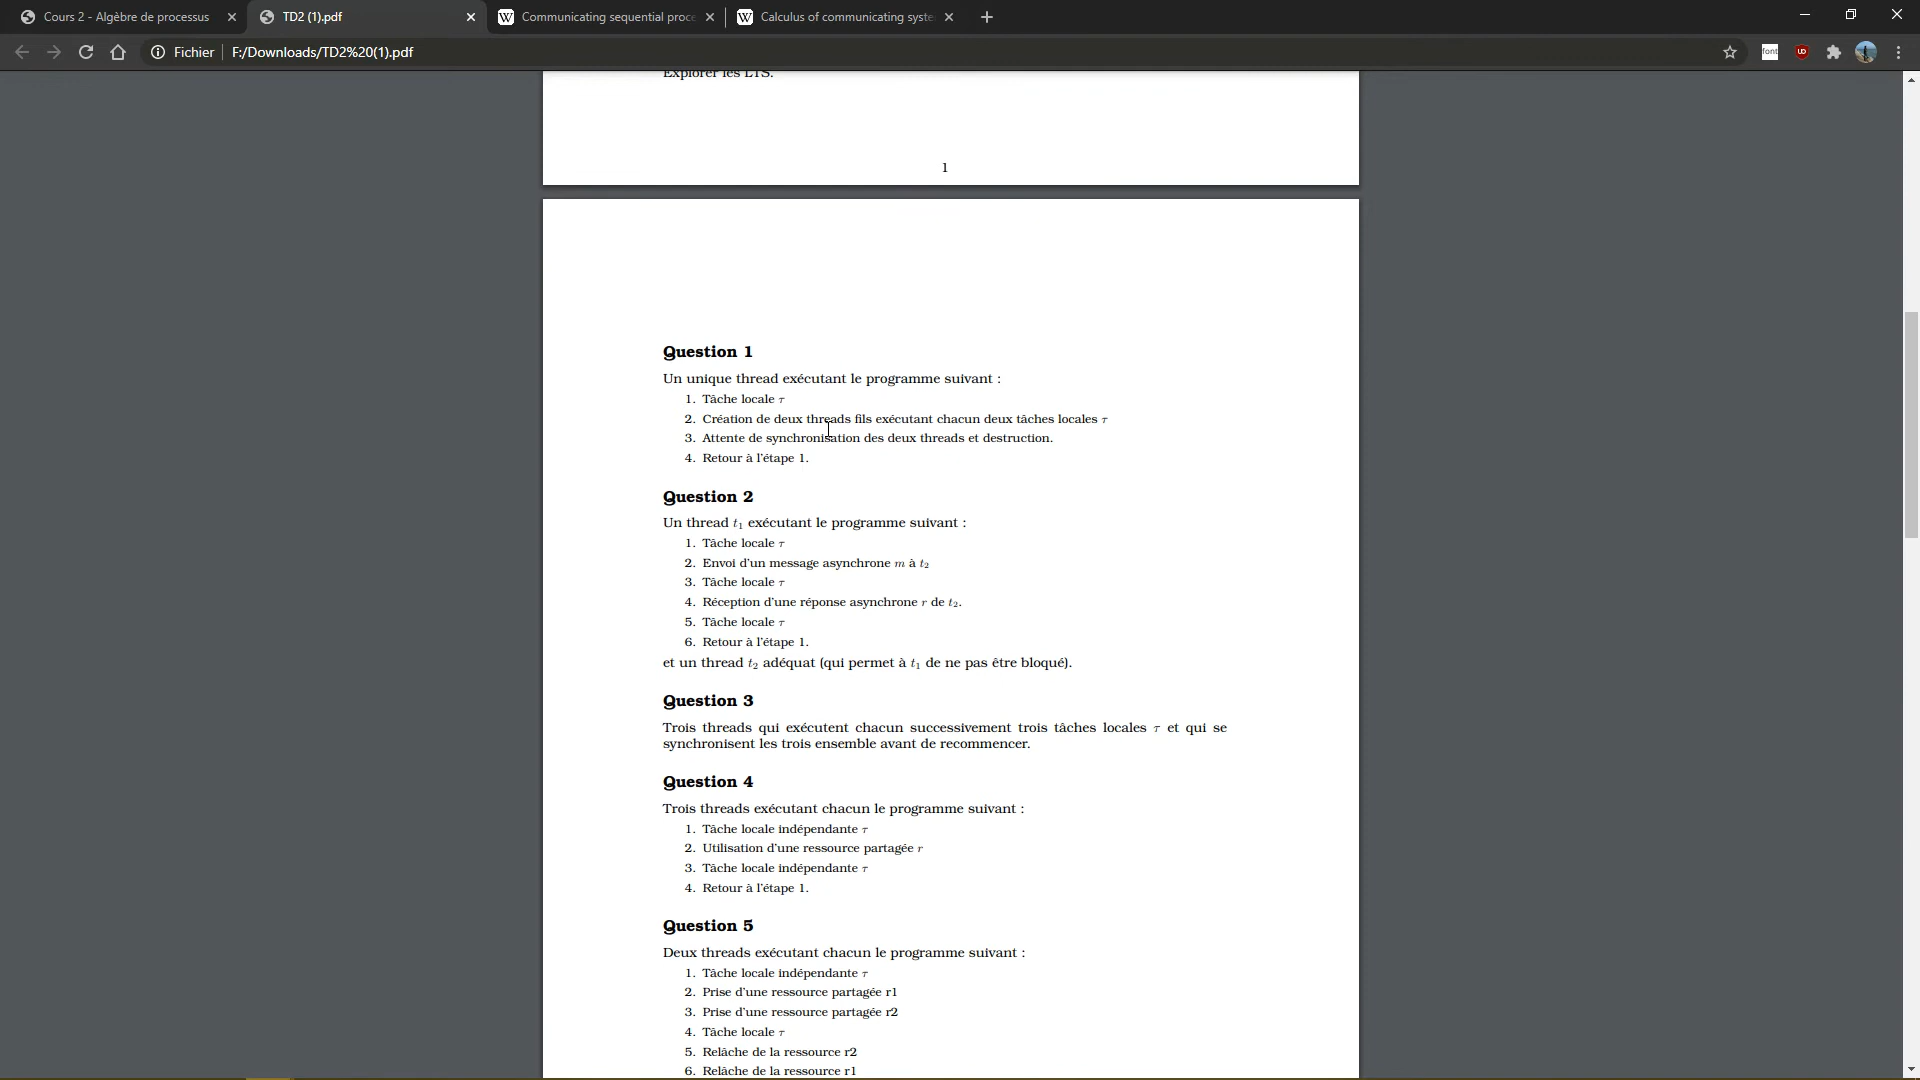 Cours 2 - Algèbre de processus
TD2 (1).pdf
Communicating sequential proce
Calculus of communicating syste
Fichier
F:/Downloads/TD2%20(1).pdf
font
Explorer les LTS.
1
Question 1
Un unique thread exécutant le programme suivant :
1. Tâche locale τ
2. Création de deux threads fils exécutant chacun deux tâches locales τ
3. Attente de synchronisation des deux threads et destruction.
4. Retour à l'étape 1.
Question 2
Un thread t₁ exécutant le programme suivant :
1. Tâche locale τ
2. Envoi d'un message asynchrone m à t₂
3. Tâche locale τ
4. Réception d'une réponse asynchrone r de t₂.
5. Tâche locale τ
6. Retour à l'étape 1.
et un thread t₂ adéquat (qui permet à t₁ de ne pas être bloqué).
Question 3
Trois threads qui exécutent chacun successivement trois tâches locales τ et qui se
synchronisent les trois ensemble avant de recommencer.
Question 4
Trois threads exécutant chacun le programme suivant :
1. Tâche locale indépendante τ
2. Utilisation d'une ressource partagée r
3. Tâche locale indépendante τ
4. Retour à l'étape 1.
Question 5
Deux threads exécutant chacun le programme suivant :
1. Tâche locale indépendante τ
2. Prise d'une ressource partagée r1
3. Prise d'une ressource partagée r2
4. Tâche locale τ
5. Relâche de la ressource r2
6. Relâche de la ressource r1